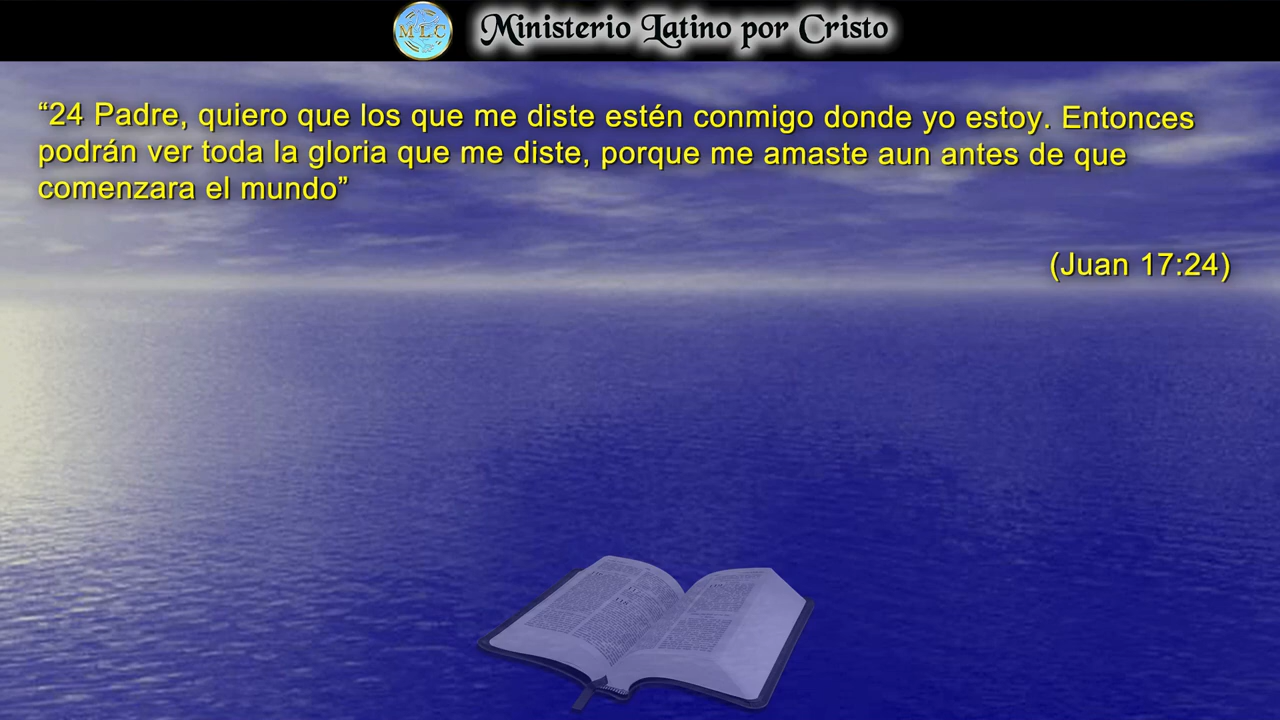 MLC
Ministerio Latino por Cristo
“24 Padre, quiero que los que me diste estén conmigo donde yo estoy. Entonces
podrán ver toda la gloria que me diste, porque me amaste aun antes de que
comenzara el mundo”
(Juan 17:24)